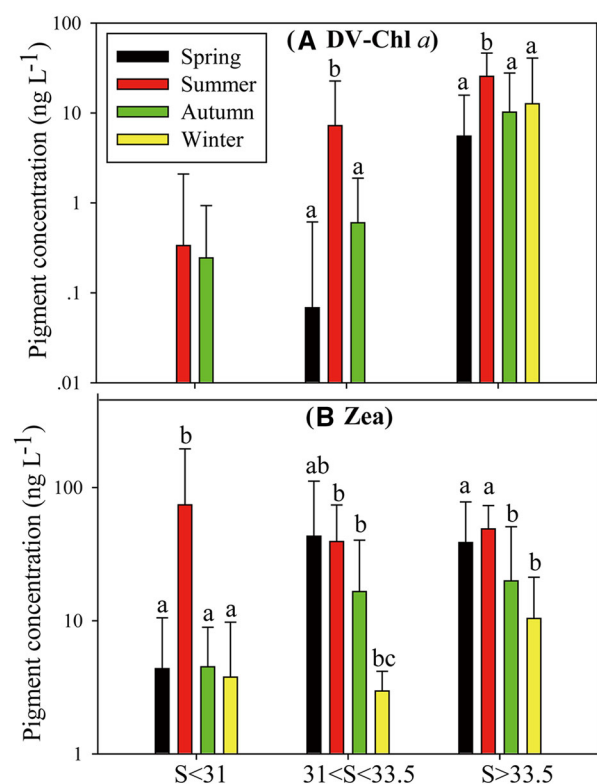 (A DV-Chl a)
Spring
Summer
Autumn
Winter
Pigment concentration (ng L-1)
100
10
1
.1
.01
a
b
a
a
b
a
a
(B Zea)
Pigment concentration (ng L-1)
100
10
1
a
b
a
a
ab
b
b
bc
a
a
b
b
S<31
31<S<33.5
S>33.5